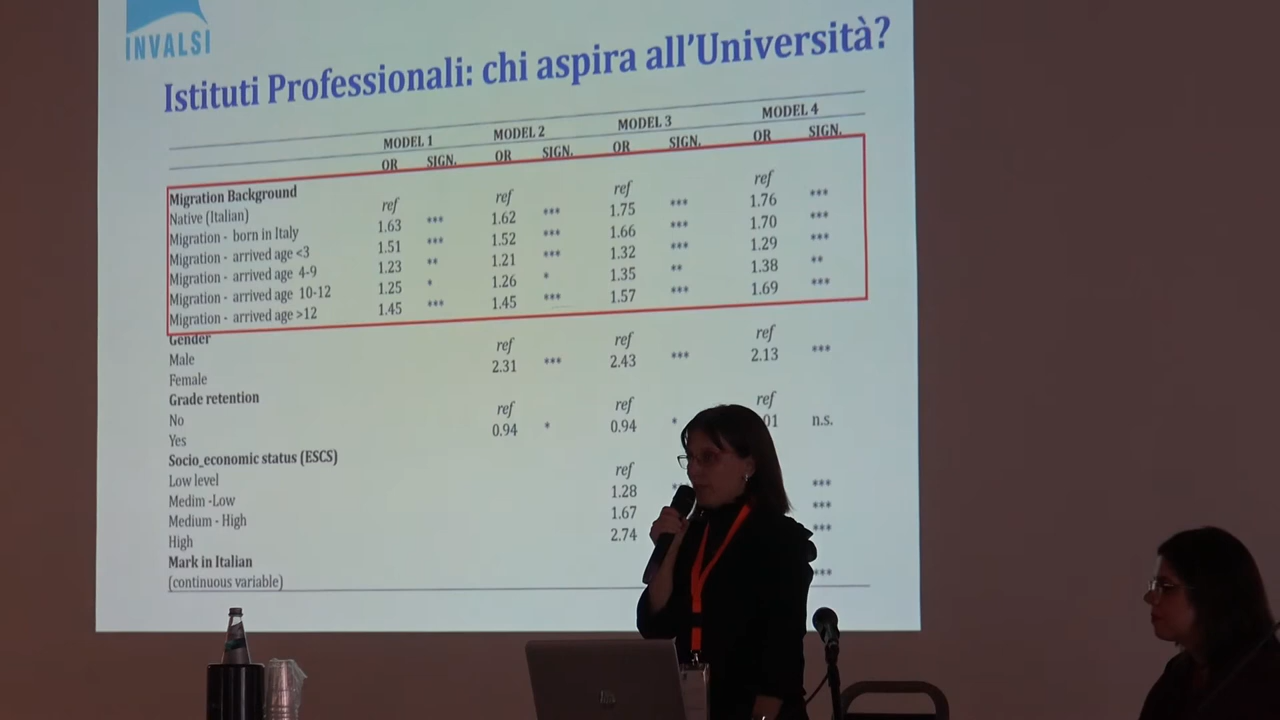 INVALSI
Istituti Professionali: chi aspira all'Università?
MODEL 1 MODEL 2 MODEL 3 MODEL 4
OR SIGN. OR SIGN. OR SIGN. OR SIGN.
Migration Background
Native (Italian) ref ref ref ref
Migration - born in Italy 1.63 *** 1.62 *** 1.75 *** 1.76 ***
Migration - arrived age <3 1.51 *** 1.52 *** 1.66 *** 1.70 ***
Migration - arrived age 4-9 1.23 ** 1.21 *** 1.32 *** 1.29 ***
Migration - arrived age 10-12 1.25 * 1.26 * 1.35 ** 1.38 **
Migration - arrived age >12 1.45 *** 1.45 *** 1.57 *** 1.69 ***
Gender
Male ref ref ref
Female 2.31 *** 2.43 *** 2.13 ***
Grade retention
No ref ref ref
Yes 0.94 * 0.94 * 01 n.s.
Socio_economic status (ESCS)
Low level ref
Medim -Low 1.28 ***
Medium - High 1.67 ***
High 2.74 ***
Mark in Italian
(continuous variable) ***
hp